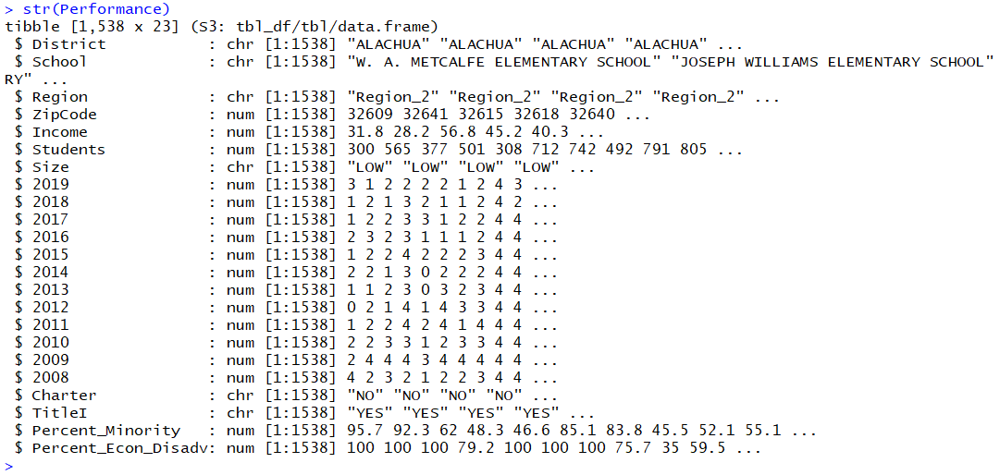 > str(Performance)
tibble [1,538 x 23] (S3: tbl_df/tbl/data.frame)
 $ District           : chr [1:1538] "ALACHUA" "ALACHUA" "ALACHUA" "ALACHUA" ...
 $ School             : chr [1:1538] "W. A. METCALFE ELEMENTARY SCHOOL" "JOSEPH WILLIAMS ELEMENTARY SCHOOL"
RY" ...
 $ Region             : chr [1:1538] "Region_2" "Region_2" "Region_2" "Region_2" ...
 $ ZipCode            : num [1:1538] 32609 32641 32615 32618 32640 ...
 $ Income             : num [1:1538] 31.8 28.2 56.8 45.2 40.3 ...
 $ Students           : num [1:1538] 300 565 377 501 308 712 742 492 791 805 ...
 $ Size               : chr [1:1538] "LOW" "LOW" "LOW" "LOW" ...
 $ 2019               : num [1:1538] 3 1 2 2 2 2 1 2 4 3 ...
 $ 2018               : num [1:1538] 1 2 1 3 2 1 1 2 4 2 ...
 $ 2017               : num [1:1538] 1 2 2 3 3 1 2 2 4 4 ...
 $ 2016               : num [1:1538] 2 3 2 3 1 1 1 2 4 4 ...
 $ 2015               : num [1:1538] 1 2 2 4 2 2 2 3 4 4 ...
 $ 2014               : num [1:1538] 2 2 1 3 0 2 2 2 4 4 ...
 $ 2013               : num [1:1538] 1 1 2 3 0 3 2 3 4 4 ...
 $ 2012               : num [1:1538] 0 2 1 4 1 4 3 3 4 4 ...
 $ 2011               : num [1:1538] 1 2 2 4 2 4 1 4 4 4 ...
 $ 2010               : num [1:1538] 2 2 3 3 1 2 3 3 4 4 ...
 $ 2009               : num [1:1538] 2 4 4 4 3 4 4 4 4 4 ...
 $ 2008               : num [1:1538] 4 2 3 2 1 2 2 3 4 4 ...
 $ Charter            : chr [1:1538] "NO" "NO" "NO" "NO" ...
 $ TitleI             : chr [1:1538] "YES" "YES" "YES" "YES" ...
 $ Percent_Minority   : num [1:1538] 95.7 92.3 62 48.3 46.6 85.1 83.8 45.5 52.1 55.1 ...
 $ Percent_Econ_Disadv: num [1:1538] 100 100 100 79.2 100 100 100 75.7 35 59.5 ...
>